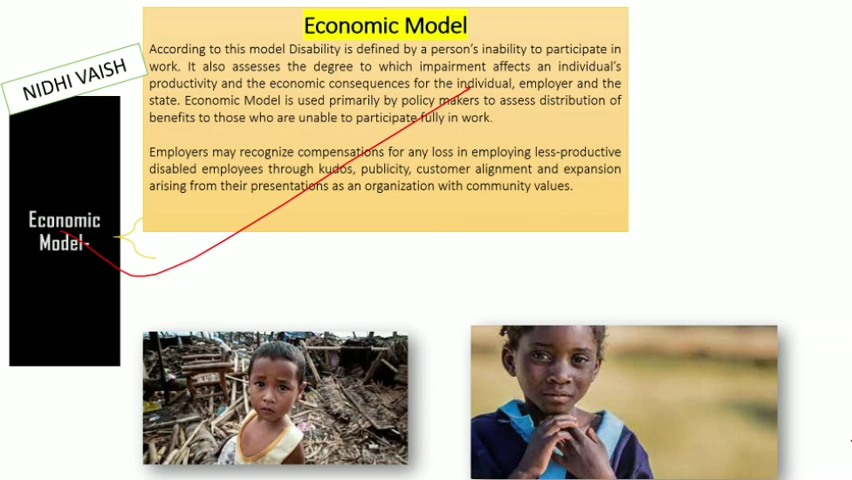 Economic Model
NIDHI VAISH
According to this model Disability is defined by a person's inability to participate in
work. It also assesses the degree to which impairment affects an individual's
productivity and the economic consequences for the individual, employer and the
state. Economic Model is used primarily by policy makers to assess distribution of
benefits to those who are unable to participate fully in work.
Employers may recognize compensations for any loss in employing less-productive
disabled employees through kudos, publicity, customer alignment and expansion
arising from their presentations as an organization with community values.
Economic
Model-